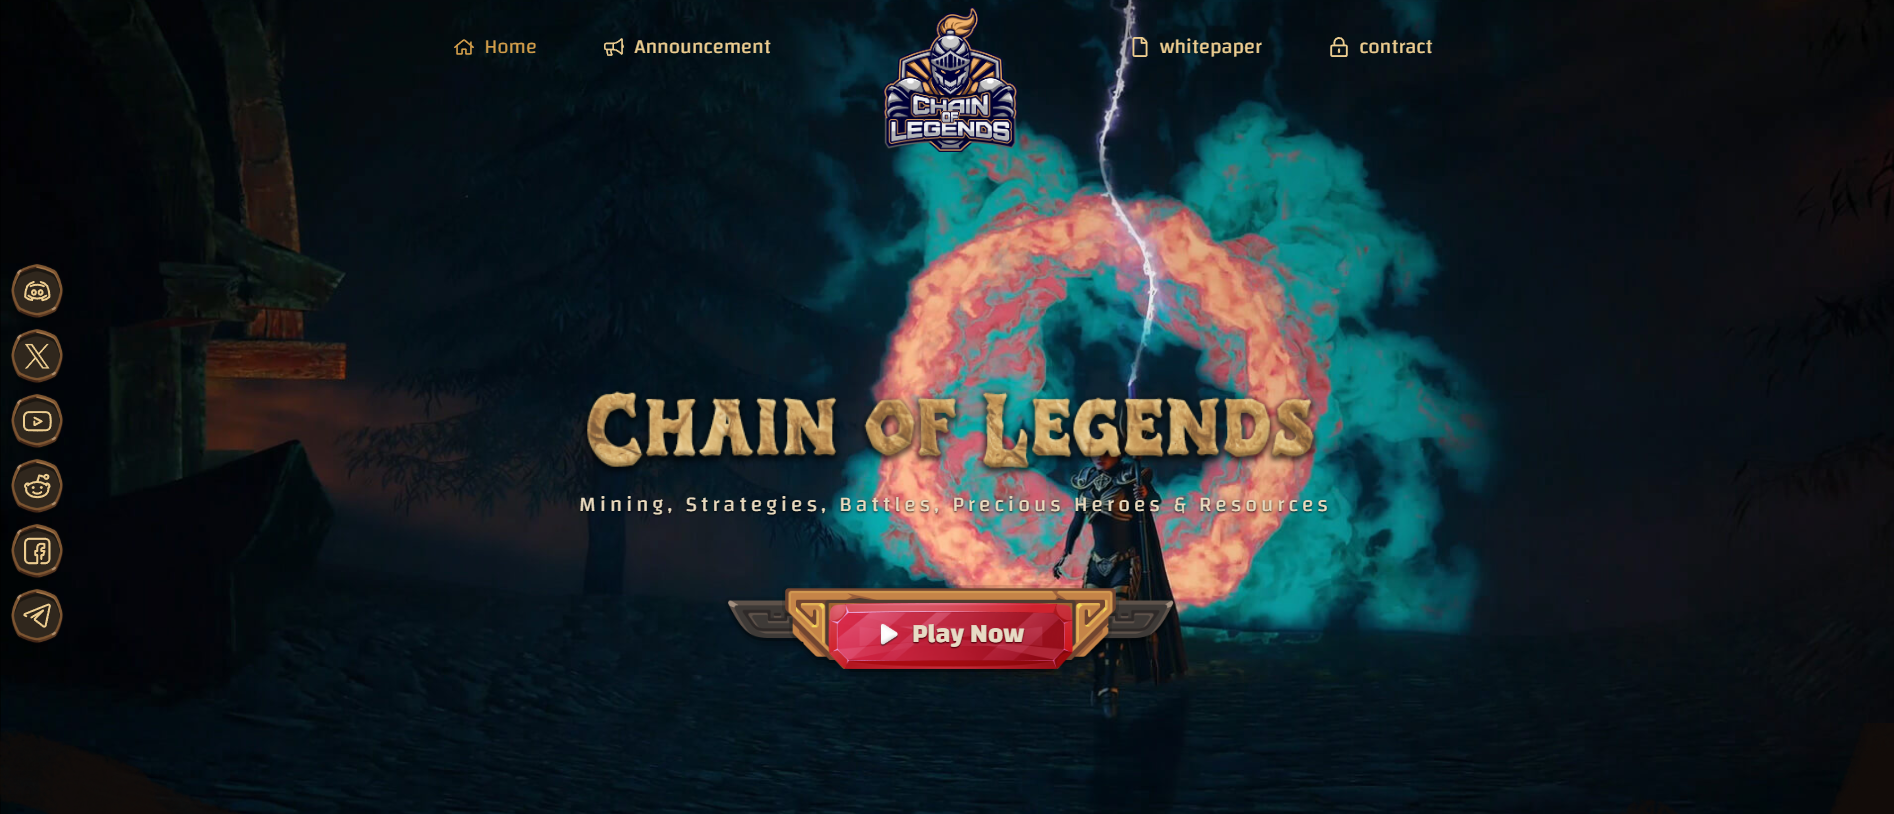 Home
Announcement
CHAIN
OF
LEGENDS
whitepaper
contract
Chain of Legends
Mining, Strategies, Battles, Precious Heroes & Resources
Play Now